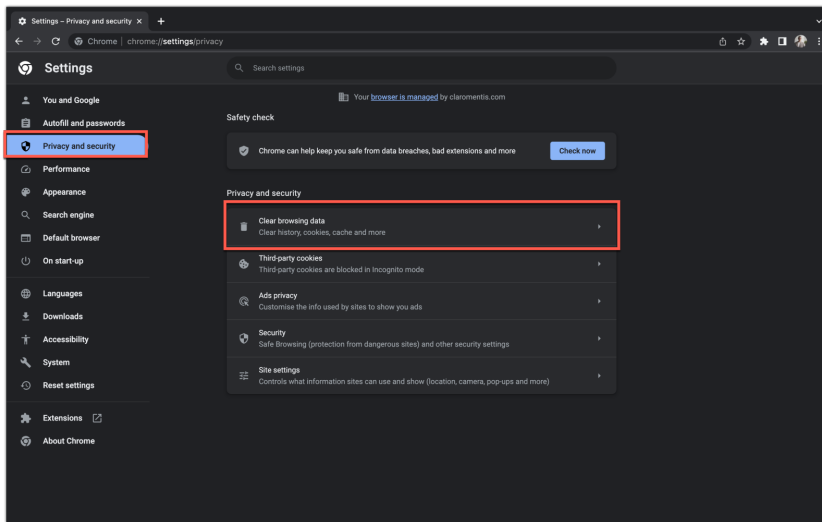 Settings – Privacy and security
Chrome | chrome://settings/privacy
Settings
Search settings
You and Google
Autofill and passwords
Privacy and security
Performance
Appearance
Search engine
Default browser
On start-up
Languages
Downloads
Accessibility
System
Reset settings
Extensions
About Chrome
Your browser is managed by claromentis.com
Safety check
Chrome can help keep you safe from data breaches, bad extensions and more
Check now
Privacy and security
Clear browsing data
Clear history, cookies, cache and more
Third-party cookies
Third-party cookies are blocked in Incognito mode
Ads privacy
Customise the info used by sites to show you ads
Security
Safe Browsing (protection from dangerous sites) and other security settings
Site settings
Controls what information sites can use and show (location, camera, pop-ups and more)